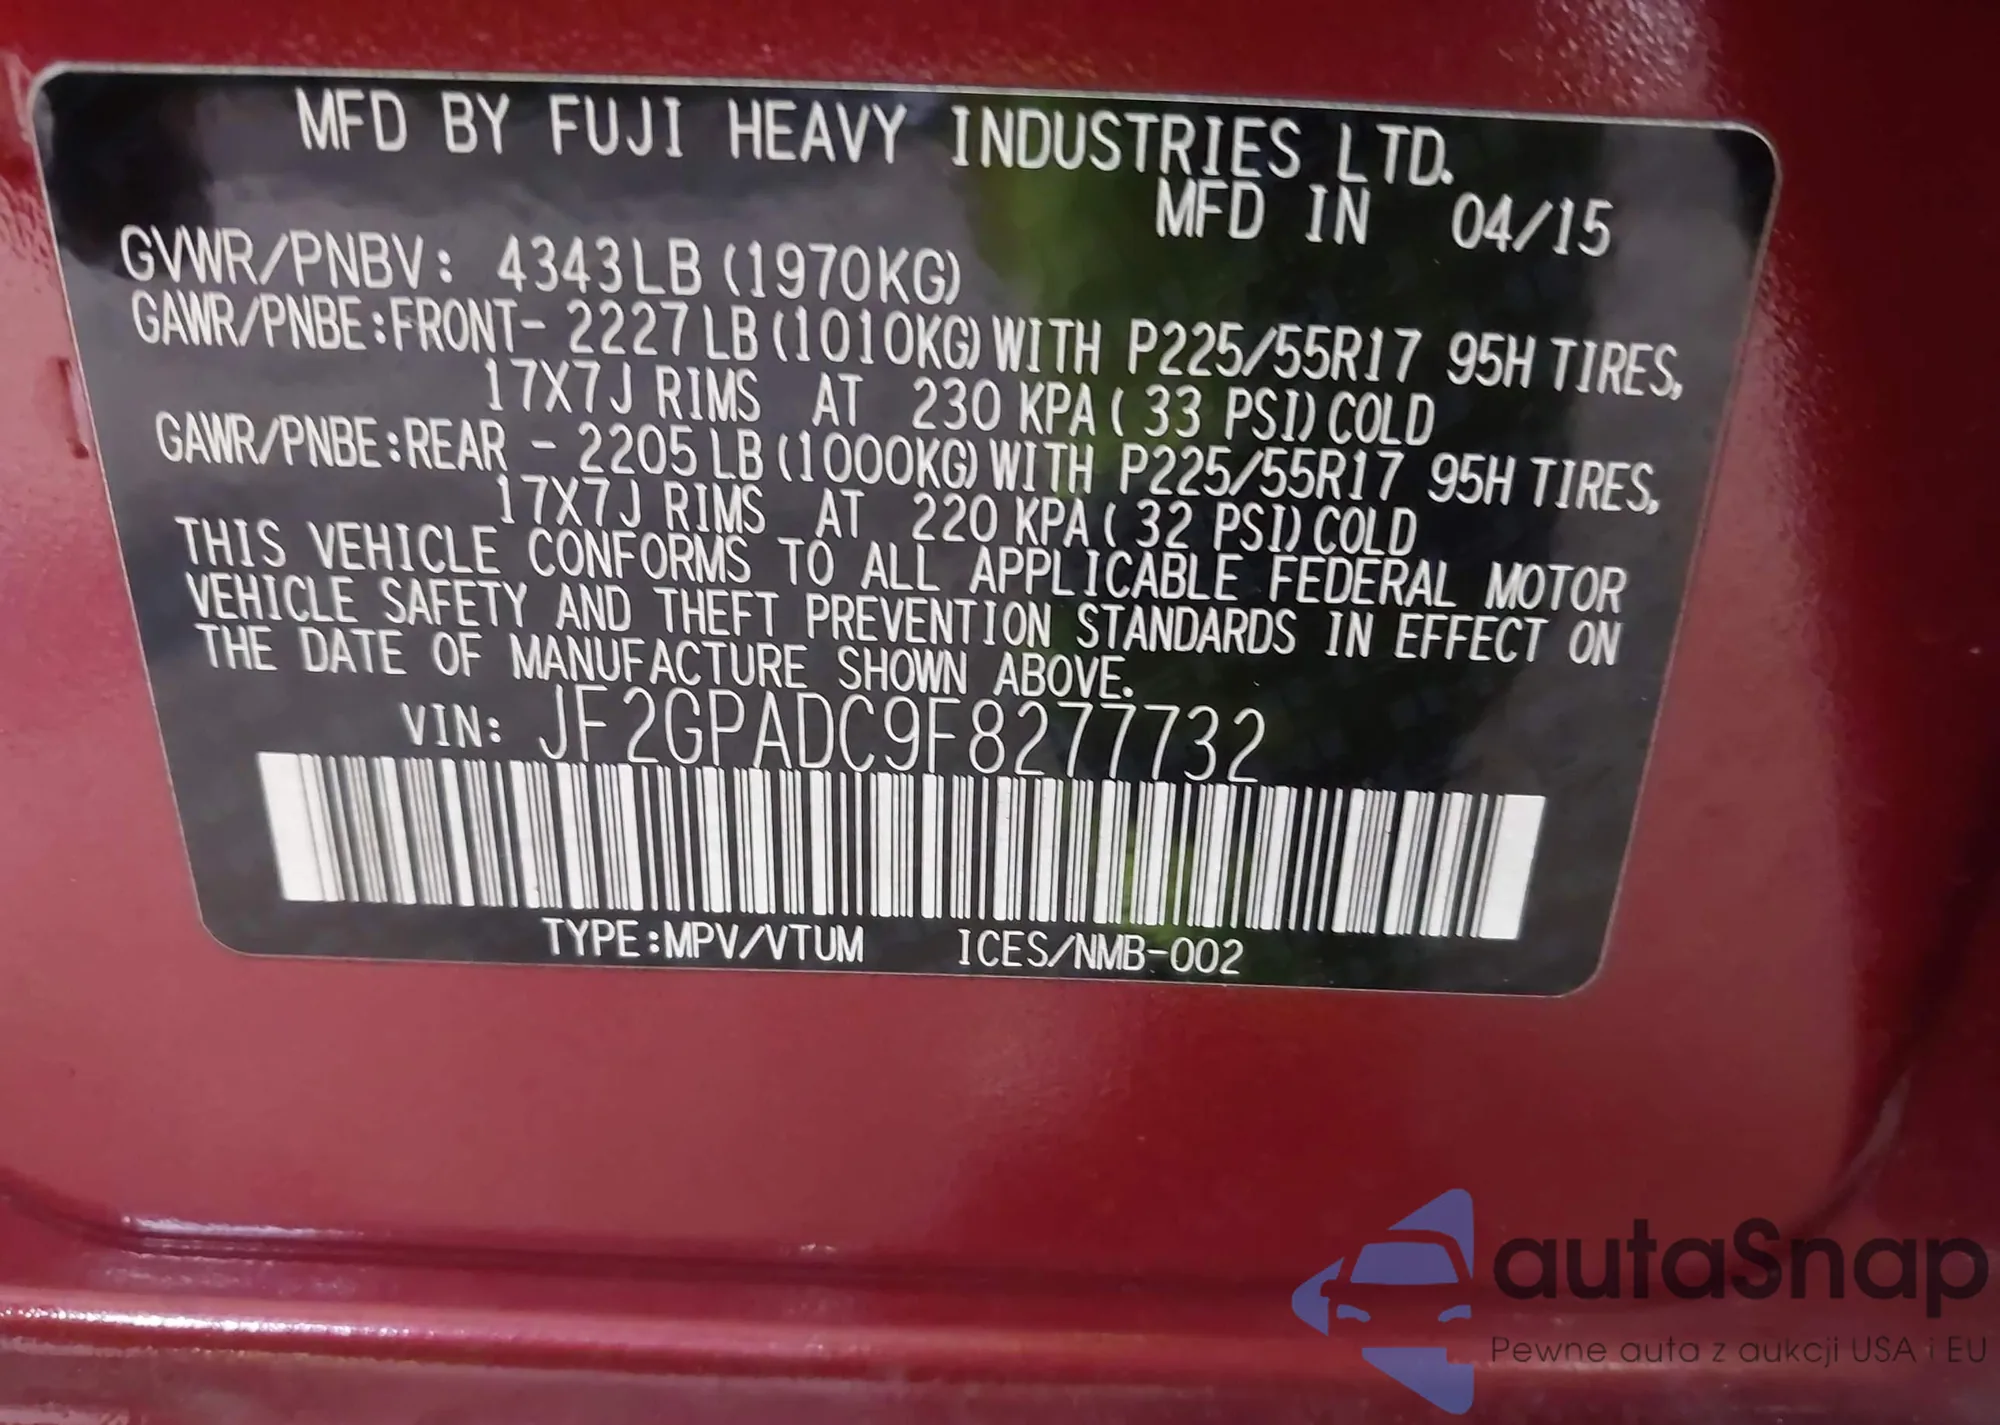 MFD BY FUJI HEAVY INDUSTRIES LTD.
MFD IN 04/15
GVWR/PNBV: 4343LB (1970KG)
GAWR/PNBE:FRONT- 2227LB (1010KG) WITH P225/55R17 95H TIRES,
17X7J RIMS AT 230 KPA ( 33 PSI) COLD
GAWR/PNBE:REAR - 2205LB (1000KG) WITH P225/55R17 95H TIRES,
17X7J RIMS AT 220 KPA ( 32 PSI) COLD
THIS VEHICLE CONFORMS TO ALL APPLICABLE FEDERAL MOTOR
VEHICLE SAFETY AND THEFT PREVENTION STANDARDS IN EFFECT ON
THE DATE OF MANUFACTURE SHOWN ABOVE.
VIN: JF2GPADC9F8277732
TYPE:MPV/VTUM ICES/NMB-002
autaSnap
Pewne auta z aukcji USA i EU